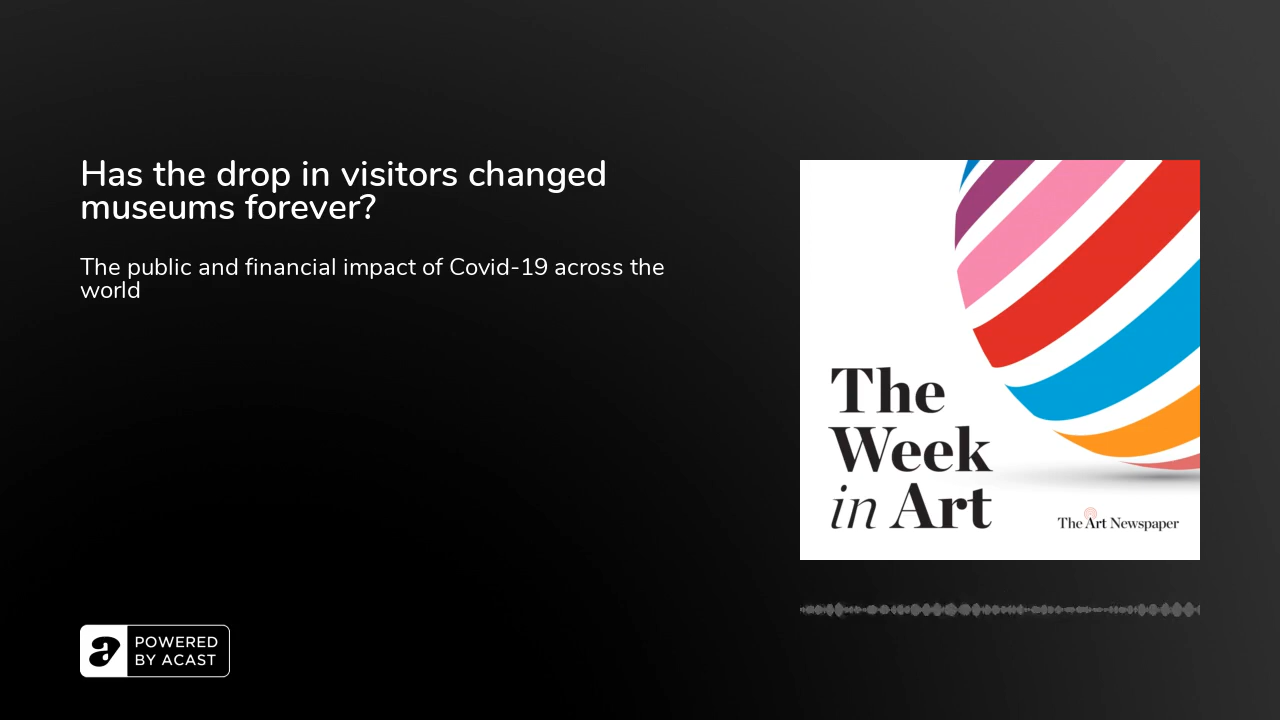 Has the drop in visitors changed
museums forever?
The public and financial impact of Covid-19 across the
world
The
Week
in Art
The Art Newspaper
a
POWERED
BY ACAST